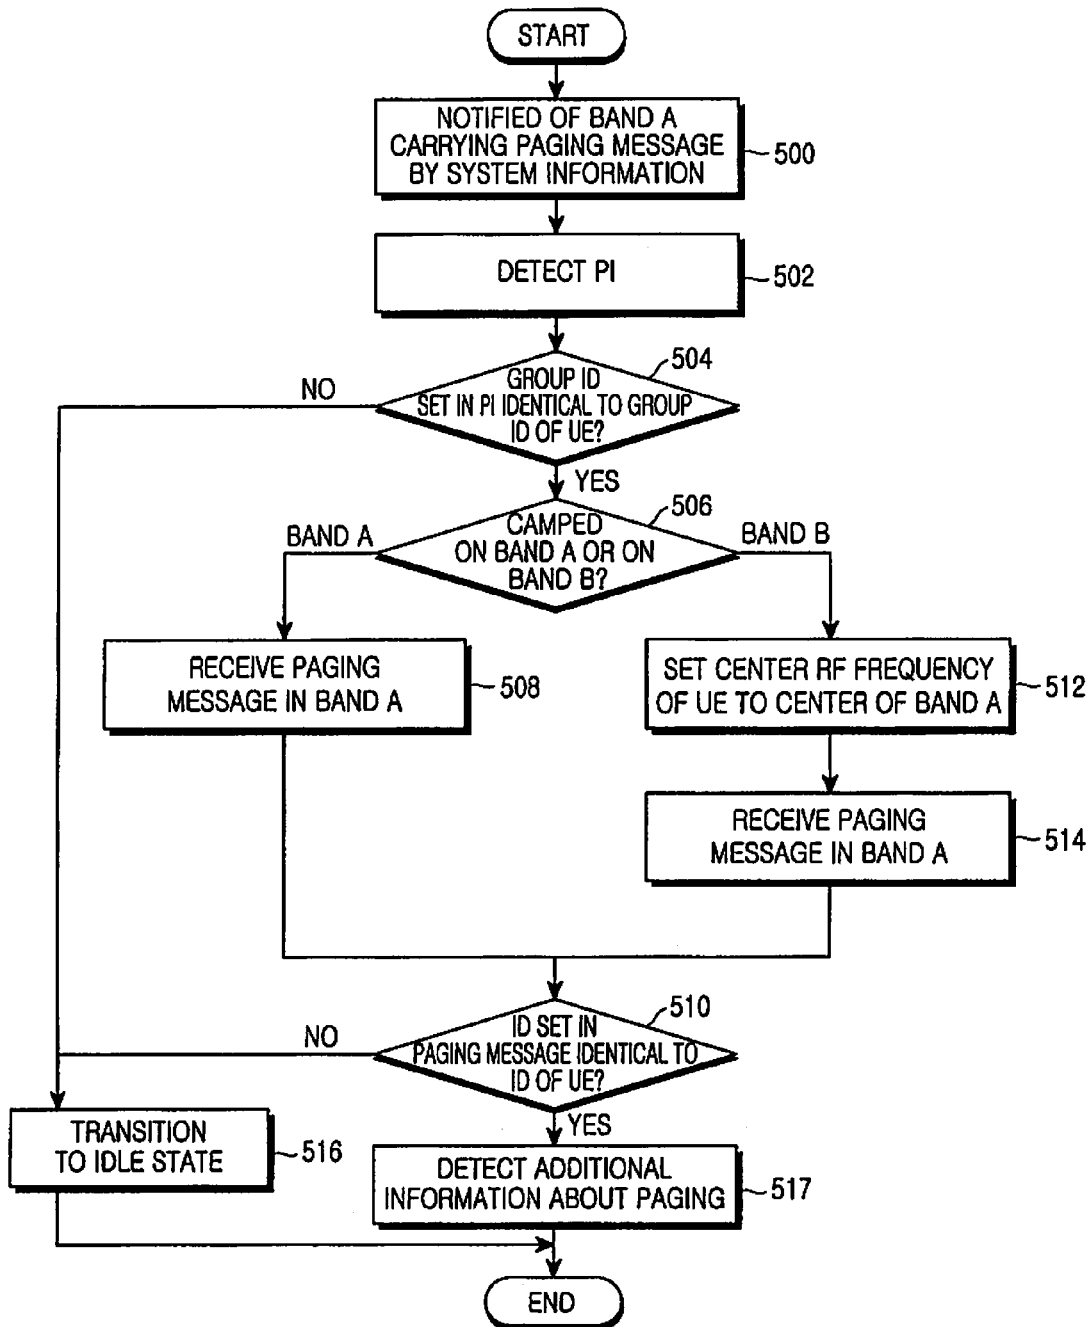 START
NOTIFIED OF BAND A
CARRYING PAGING MESSAGE
BY SYSTEM INFORMATION
500
DETECT PI
502
504
NO
GROUP ID
SET IN PI IDENTICAL TO GROUP
ID OF UE?
YES
506
BAND A
CAMPED
ON BAND A OR ON
BAND B?
BAND B
RECEIVE PAGING
MESSAGE IN BAND A
508
SET CENTER RF FREQUENCY
OF UE TO CENTER OF BAND A
512
RECEIVE PAGING
MESSAGE IN BAND A
514
510
NO
ID SET IN
PAGING MESSAGE IDENTICAL TO
ID OF UE?
YES
TRANSITION
TO IDLE STATE
516
DETECT ADDITIONAL
INFORMATION ABOUT PAGING
517
END